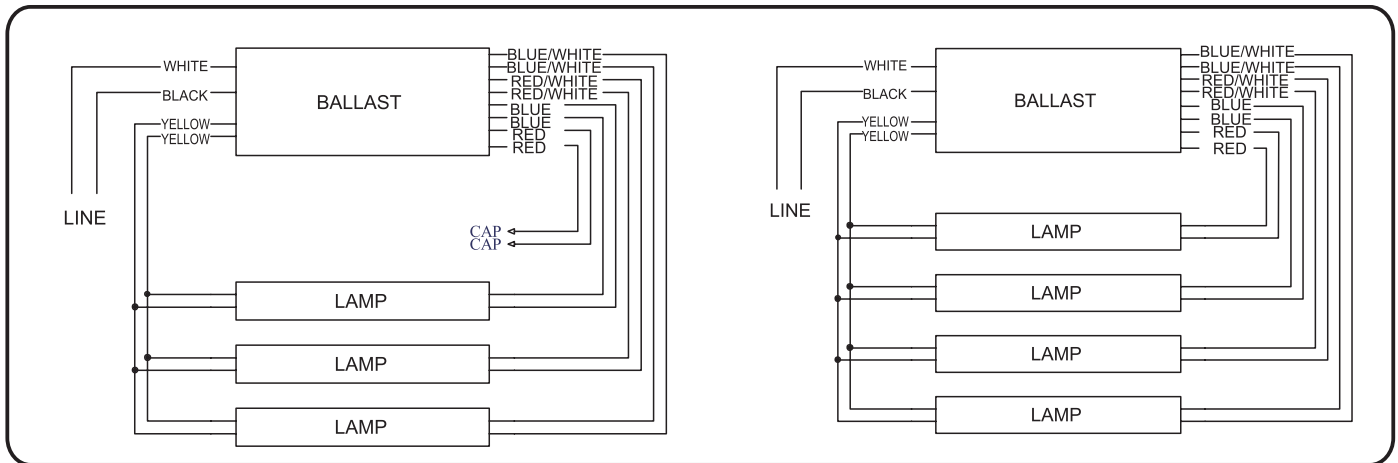 WHITE
BLACK
YELLOW
YELLOW
BALLAST
BLUE/WHITE
BLUE/WHITE
RED/WHITE
RED/WHITE
BLUE
BLUE
RED
RED
LINE
CAP
CAP
LAMP
LAMP
LAMP
WHITE
BLACK
YELLOW
YELLOW
BALLAST
BLUE/WHITE
BLUE/WHITE
RED/WHITE
RED/WHITE
BLUE
BLUE
RED
RED
LINE
LAMP
LAMP
LAMP
LAMP